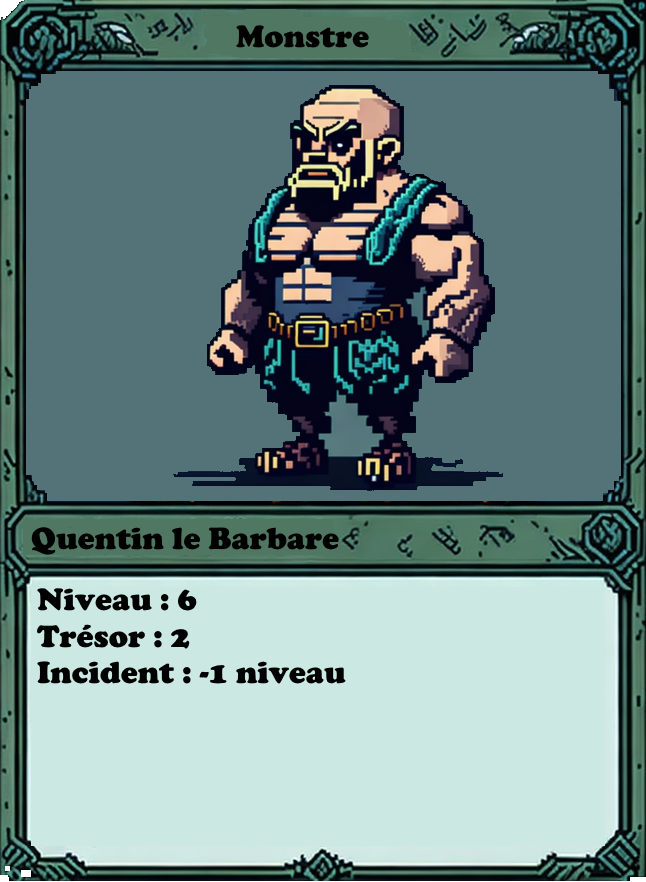 Monstre
Quentin le Barbare
Niveau : 6
Trésor : 2
Incident : -1 niveau